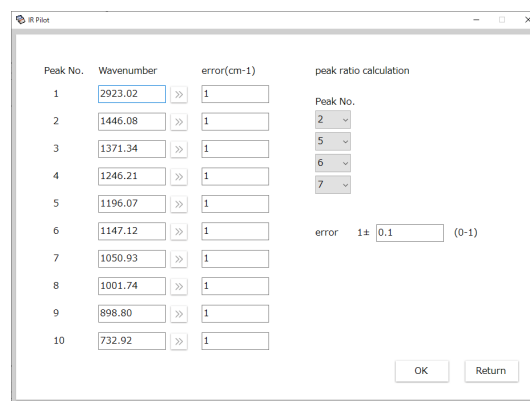 IR Pilot
Peak No. Wavenumber error(cm-1) peak ratio calculation
1 2923.02 >> 1
Peak No.
2 1446.08 >> 1 2
3 1371.34 >> 1 5
6
4 1246.21 >> 1 7
5 1196.07 >> 1
6 1147.12 >> 1 error 1± 0.1 (0-1)
7 1050.93 >> 1
8 1001.74 >> 1
9 898.80 >> 1
10 732.92 >> 1
OK Return